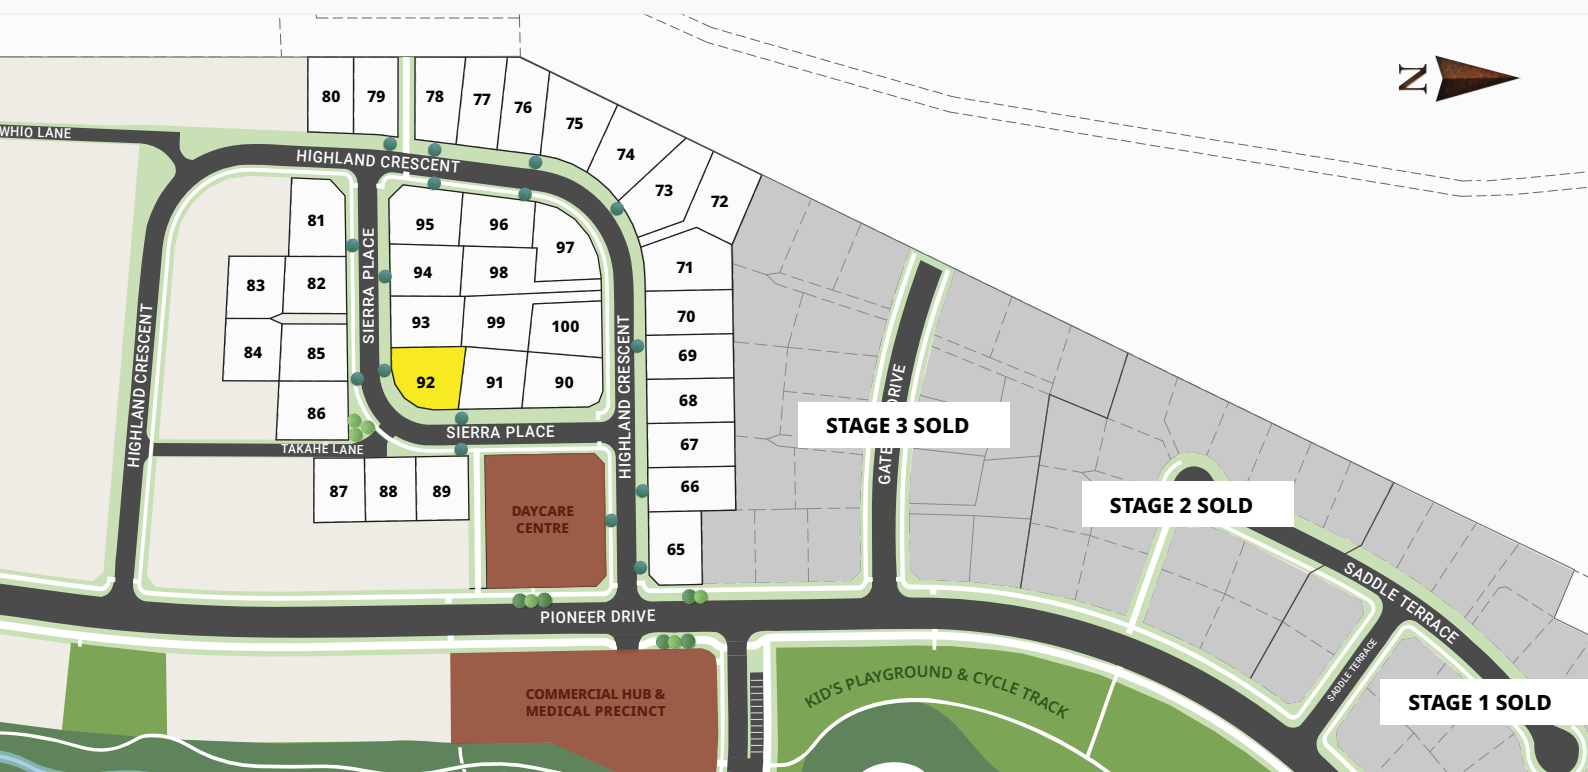 N
80
79
78
77
76
75
74
73
72
WHIO LANE
HIGHLAND CRESCENT
81
95
96
97
SIERRA PLACE
83
82
94
98
71
93
99
100
70
84
85
69
92
91
90
68
86
HIGHLAND CRESCENT
HIGHLAND CRESCENT
SIERRA PLACE
TAKAHE LANE
67
66
87
88
89
DAYCARE
CENTRE
65
GATE
DRIVE
STAGE 3 SOLD
STAGE 2 SOLD
SADDLE TERRACE
SADDLE TERRACE
STAGE 1 SOLD
PIONEER DRIVE
COMMERCIAL HUB &
MEDICAL PRECINCT
KID'S PLAYGROUND & CYCLE TRACK